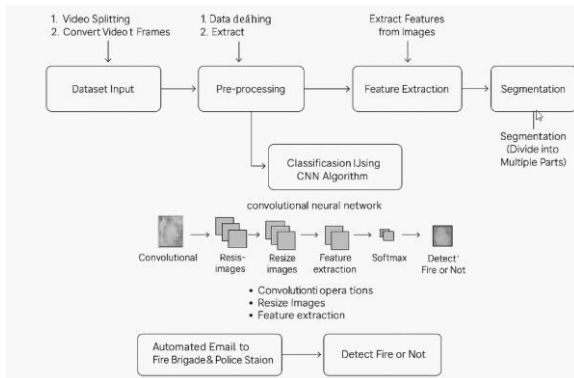 1. Video Splitting
2. Convert Video t Frames
1. Data deăhing
2. Extract
Extract Features
from Images
Dataset Input
Pre-processing
Feature Extraction
Segmentation
Segmentation
(Divide into
Multiple Parts)
Classificasion IJsing
CNN Algorithm
convolutional neural network
Convolutional
Resis-
images
Resize
images
Feature
extraction
Softmax
Detect'
Fire or Not
• Convolutionti opera tions
• Resize Images
• Feature extraction
Automated Email to
Fire Brigade & Police Staion
Detect Fire or Not